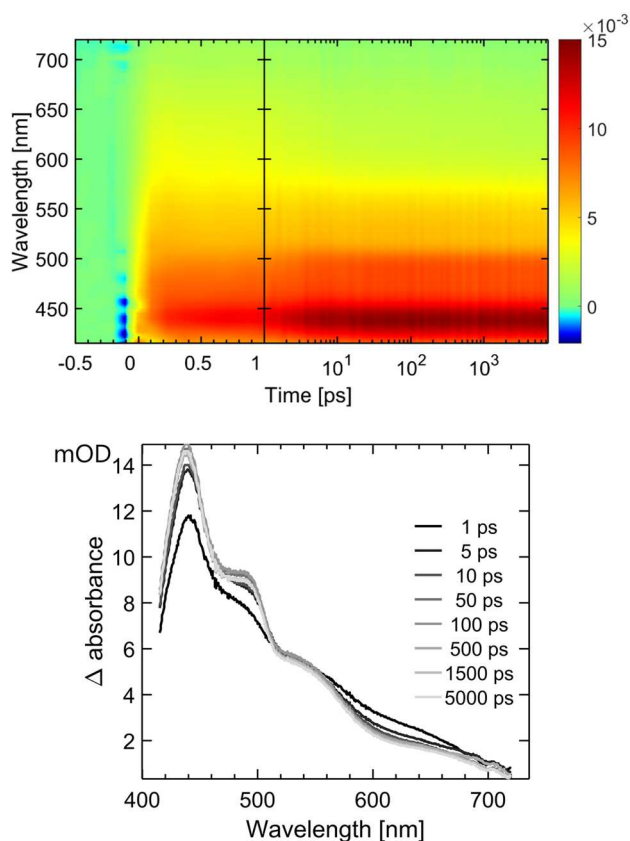 ×10⁻³
Wavelength [nm]
700
650
600
550
500
450
15
10
5
0
-0.5 0 0.5 1 10¹ 10² 10³
Time [ps]
mOD
Δ absorbance
14
12
10
8
6
4
2
1 ps
5 ps
10 ps
50 ps
100 ps
500 ps
1500 ps
5000 ps
400 500 600 700
Wavelength [nm]